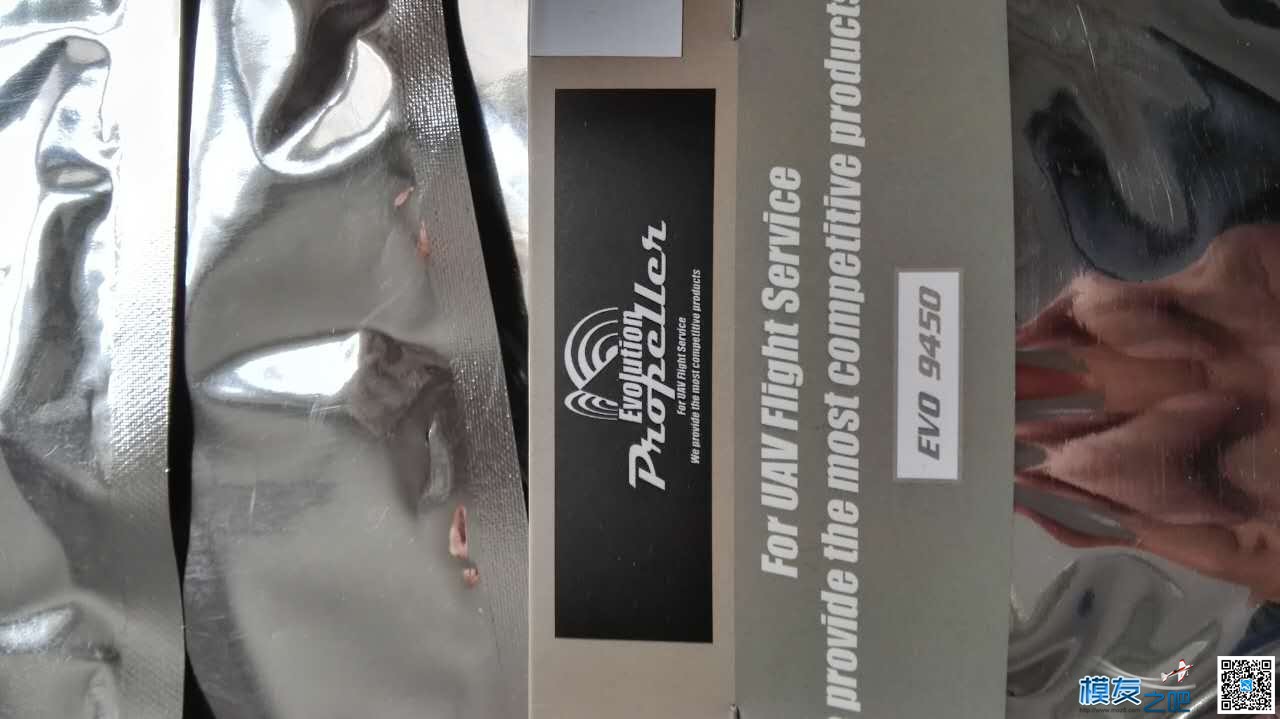 Evolution
Propeller
For UAV Flight Service
We provide the most competitive products
For UAV Flight Service
provide the most competitive products
EVO 9450
模友之吧